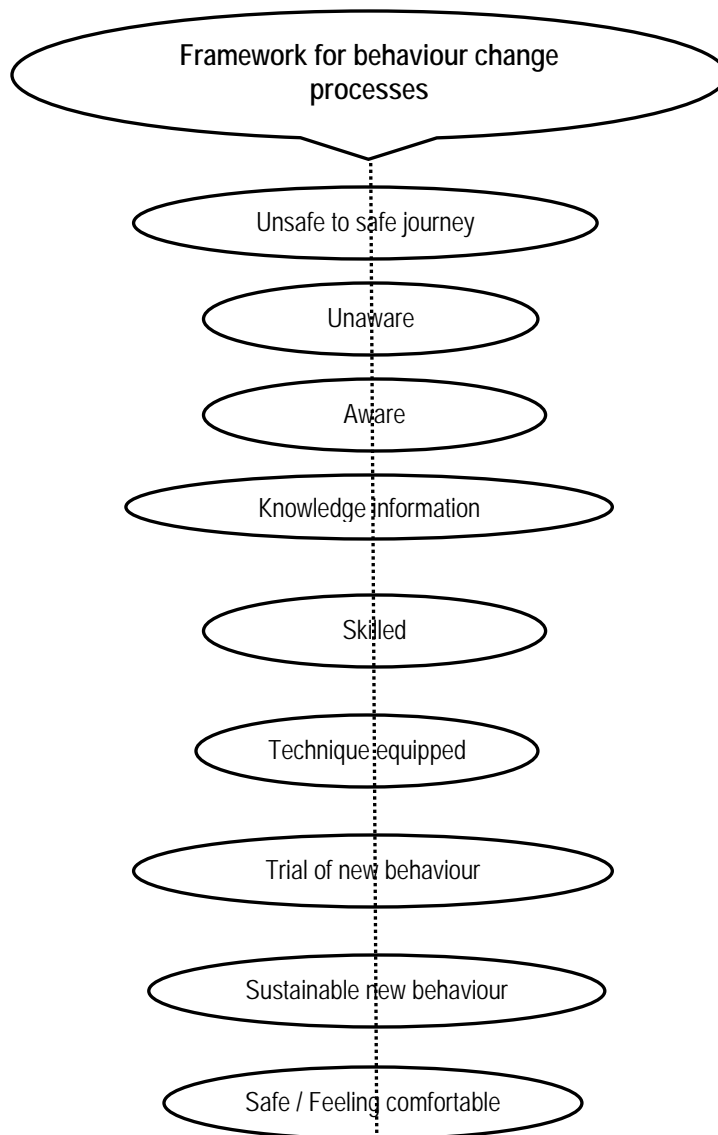 Framework for behaviour change
processes
Unsafe to safe journey
Unaware
Aware
Knowledge information
Skilled
Technique equipped
Trial of new behaviour
Sustainable new behaviour
Safe / Feeling comfortable